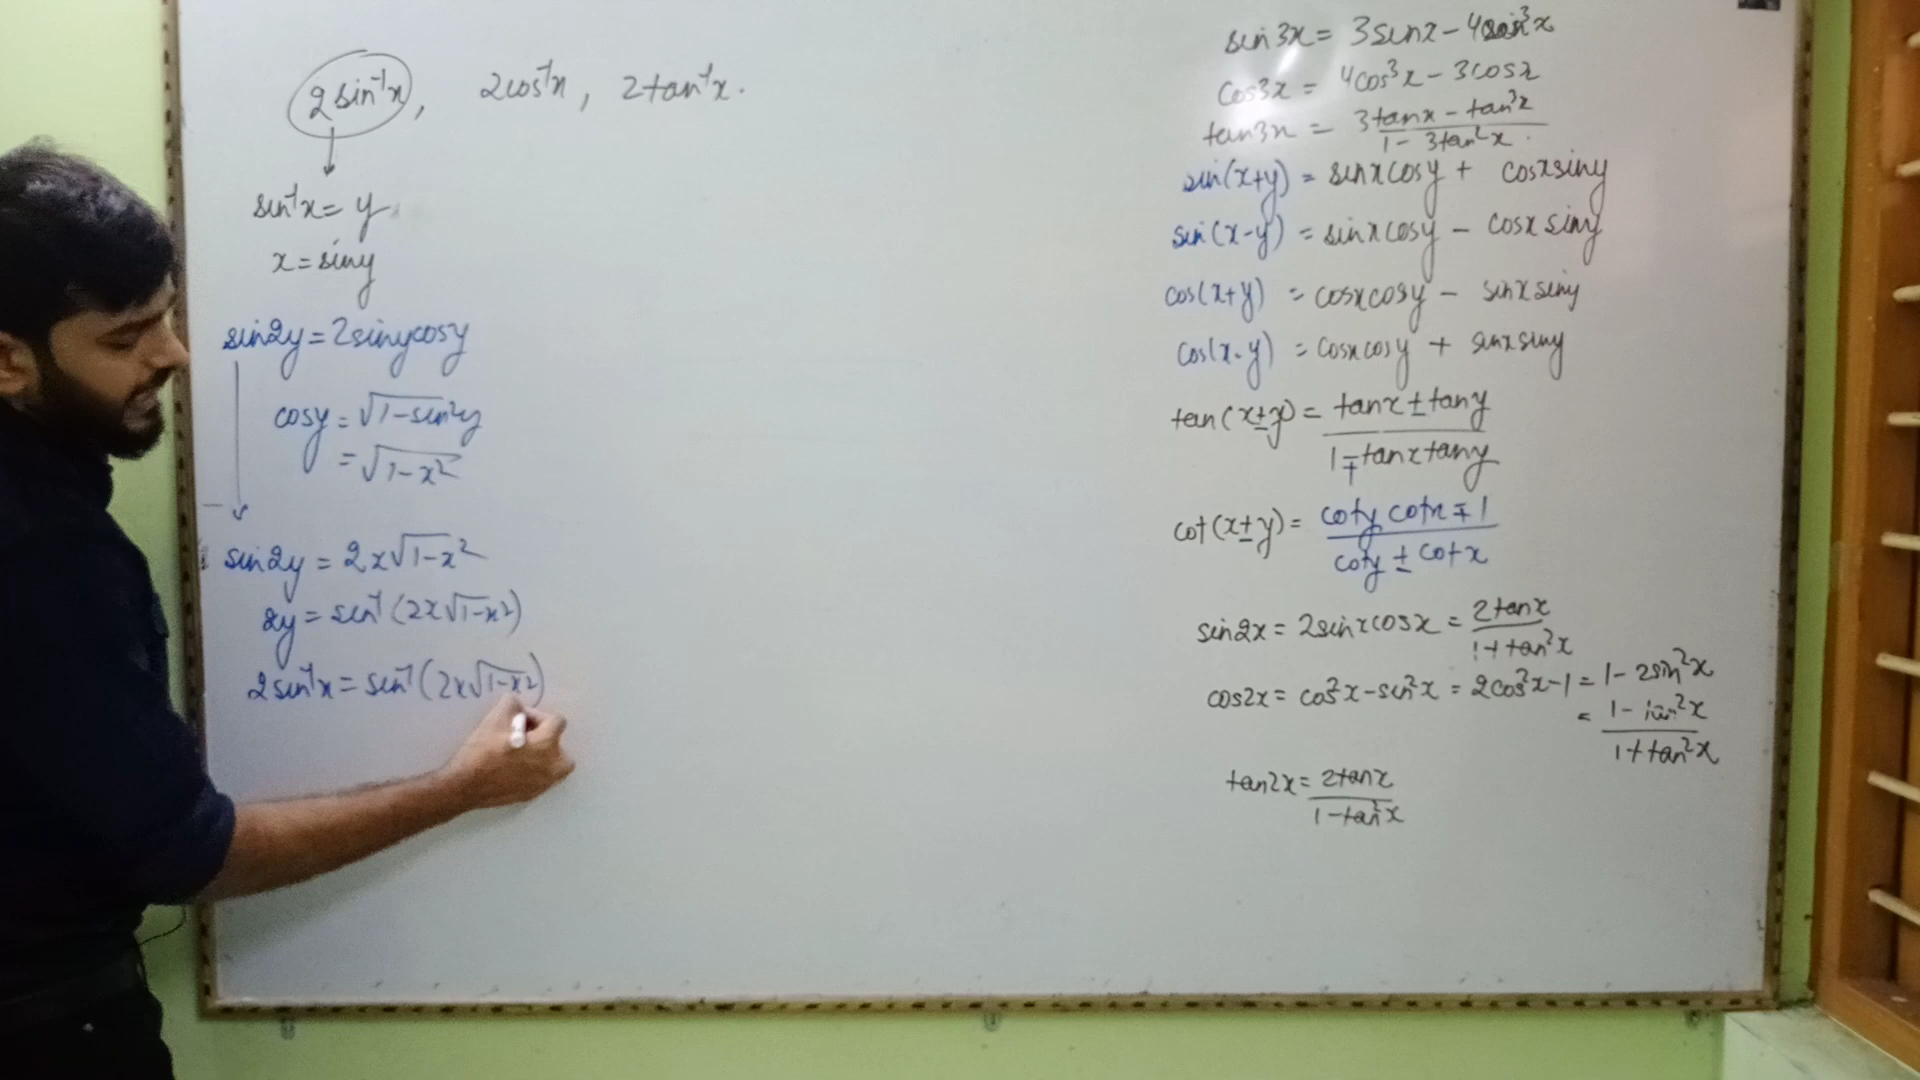 2sin⁻¹x, 2cos⁻¹x, 2tan⁻¹x.
sin⁻¹x = y
x = siny
sin2y = 2sinycosy
cosy = √(1-sin²y)
= √(1-x²)
sin2y = 2x√(1-x²)
2y = sin⁻¹(2x√(1-x²))
2sin⁻¹x = sin⁻¹(2x√(1-x²))
sin3x = 3sinx - 4sin³x
cos3x = 4cos³x - 3cosx
tan3x = (3tanx - tan³x)/(1 - 3tan²x)
sin(x+y) = sinxcosy + cosxsiny
sin(x-y) = sinxcosy - cosxsiny
cos(x+y) = cosxcosy - sinxsiny
cos(x-y) = cosxcosy + sinxsiny
tan(x±y) = (tanx±tany)/(1∓tanxtany)
cot(x±y) = (coty cotx ∓ 1)/(coty ± cotx)
sin2x = 2sinxcosx = 2tanx/(1+tan²x)
cos2x = cos²x - sin²x = 2cos²x - 1 = 1 - 2sin²x
= (1 - tan²x)/(1+tan²x)
tan2x = 2tanx/(1-tan²x)